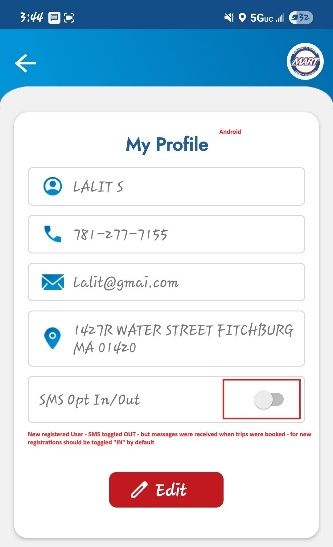 3:44
5GUC
32
MART
Android
My Profile
LALIT S
781-277-7155
Lalit@gmai.com
1427R WATER STREET FITCHBURG
MA 01420
SMS Opt In/Out
New registered User - SMS toggled OUT - but messages were received when trips were booked - for new
registrations should be toggled "IN" by default
Edit